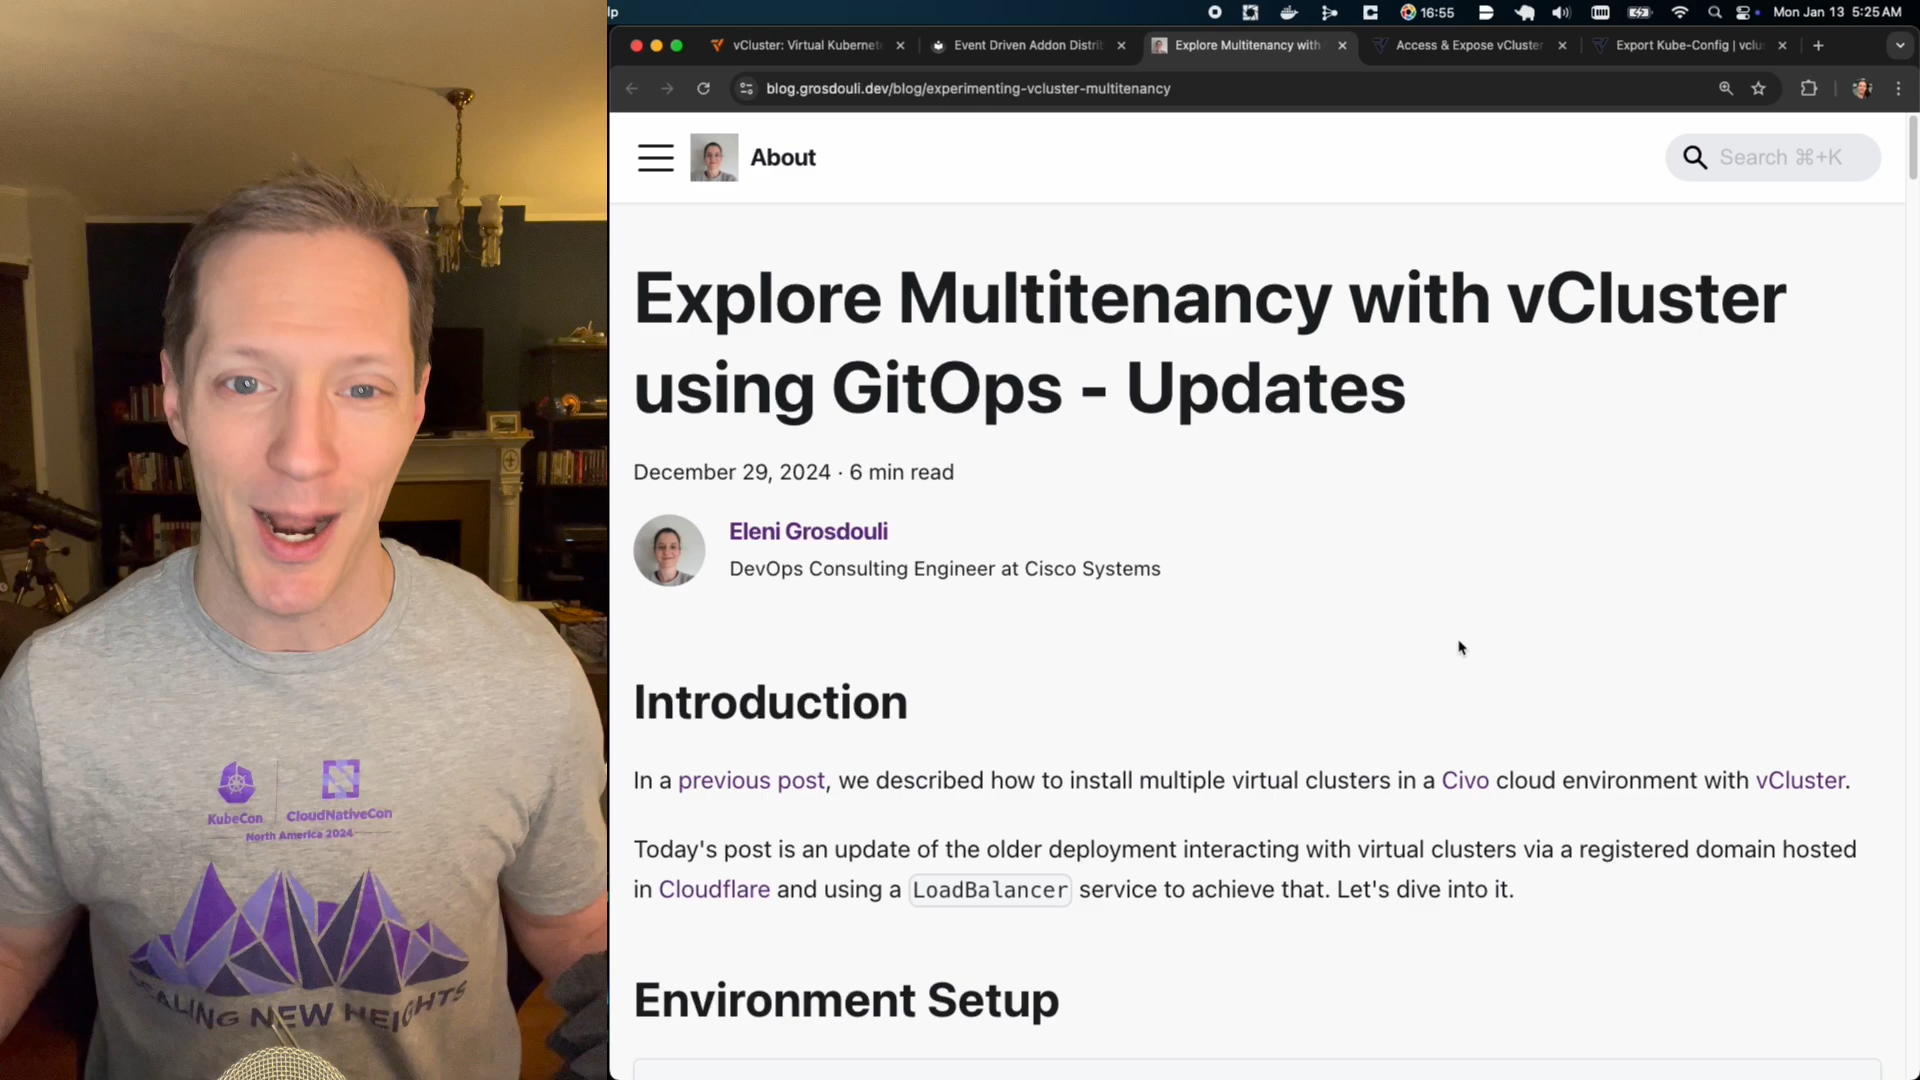 lp
16:55
Mon Jan 13 5:25 AM
vCluster: Virtual Kubernet
Event Driven Addon Distri
Explore Multitenancy with
Access & Expose vCluster
Export Kube-Config | vclu
blog.grosdouli.dev/blog/experimenting-vcluster-multitenancy
About
Search ⌘+K
Explore Multitenancy with vCluster
using GitOps - Updates
December 29, 2024 · 6 min read
Eleni Grosdouli
DevOps Consulting Engineer at Cisco Systems
Introduction
In a previous post, we described how to install multiple virtual clusters in a Civo cloud environment with vCluster.
Today's post is an update of the older deployment interacting with virtual clusters via a registered domain hosted
in Cloudflare and using a LoadBalancer service to achieve that. Let's dive into it.
Environment Setup
KubeCon
CloudNativeCon
North America 2024
CALING NEW HEIGHTS